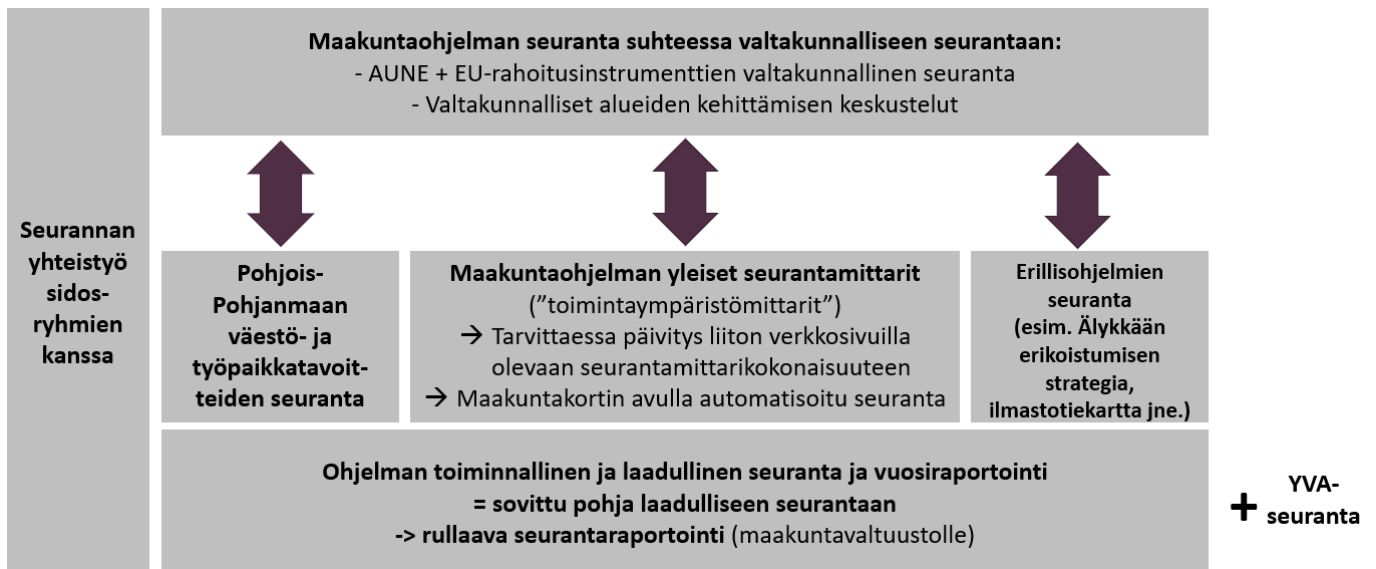 Seurannan
yhteistyö
sidos-
ryhmien
kanssa
Maakuntaohjelman seuranta suhteessa valtakunnalliseen seurantaan:
- AUNE + EU-rahoitusinstrumenttien valtakunnallinen seuranta
- Valtakunnalliset alueiden kehittämisen keskustelut
Pohjois-
Pohjanmaan
väestö- ja
työpaikkatavoit-
teiden seuranta
Maakuntaohjelman yleiset seurantamittarit
(”toimintaympäristömittarit”)
→ Tarvittaessa päivitys liiton verkkosivuilla
olevaan seurantamittarikokonaisuuteen
→ Maakuntakortin avulla automatisoitu seuranta
Erillisohjelmien
seuranta
(esim. Älykkään
erikoistumisen
strategia,
ilmastotiekartta jne.)
Ohjelman toiminnallinen ja laadullinen seuranta ja vuosiraportointi
= sovittu pohja laadulliseen seurantaan
-> rullaava seurantaraportointi (maakuntavaltuustolle)
+ YVA-
seuranta